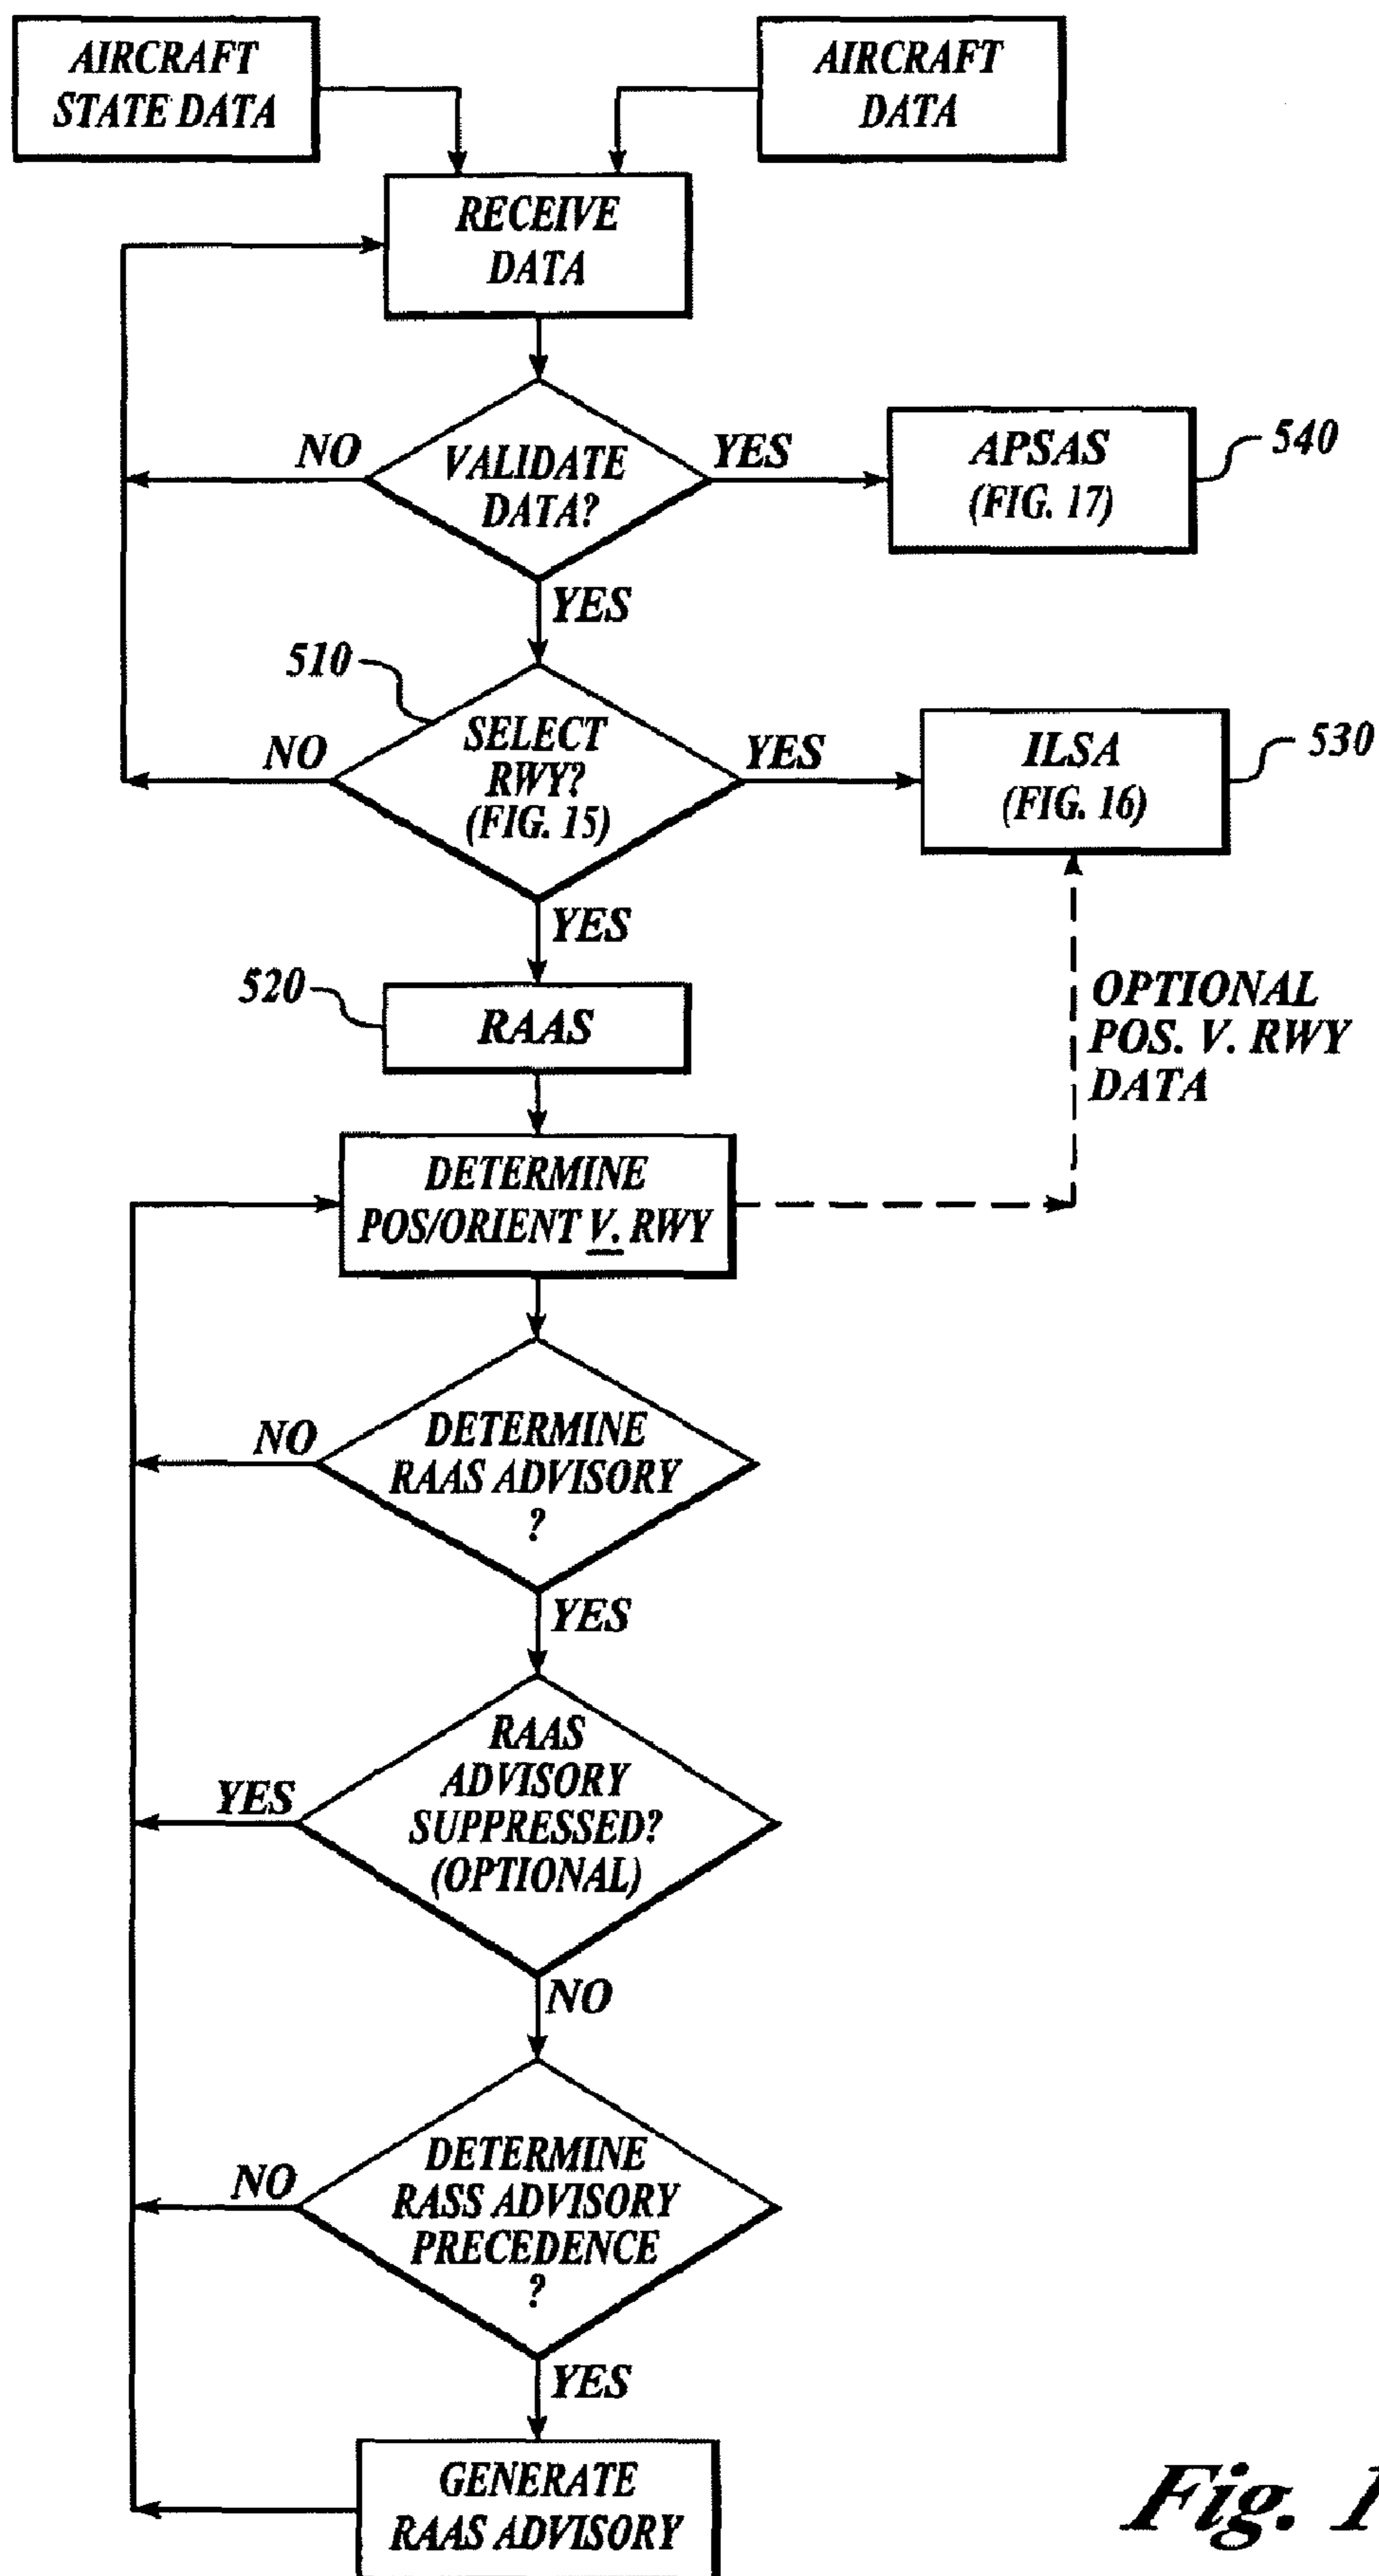 AIRCRAFT
STATE DATA
AIRCRAFT
DATA
RECEIVE
DATA
NO
VALIDATE
DATA?
YES
APSAS
(FIG. 17)
540
YES
510
NO
SELECT
RWY?
(FIG. 15)
YES
ILSA
(FIG. 16)
530
YES
520
RAAS
OPTIONAL
POS. V. RWY
DATA
DETERMINE
POS/ORIENT V. RWY
NO
DETERMINE
RAAS ADVISORY
?
YES
YES
RAAS
ADVISORY
SUPPRESSED?
(OPTIONAL)
NO
NO
DETERMINE
RASS ADVISORY
PRECEDENCE
?
YES
GENERATE
RAAS ADVISORY
Fig. 1